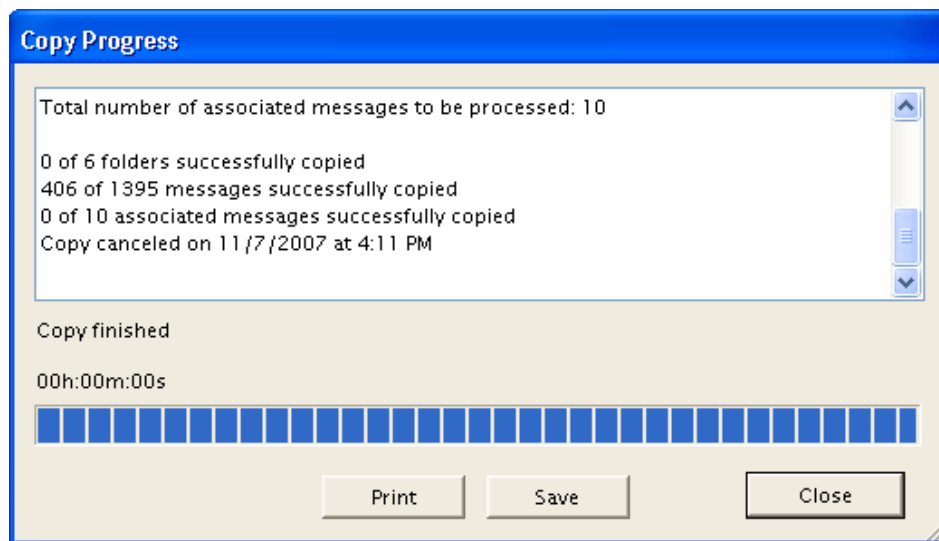 Copy Progress
Total number of associated messages to be processed: 10
0 of 6 folders successfully copied
406 of 1395 messages successfully copied
0 of 10 associated messages successfully copied
Copy canceled on 11/7/2007 at 4:11 PM
Copy finished
00h:00m:00s
Print Save Close